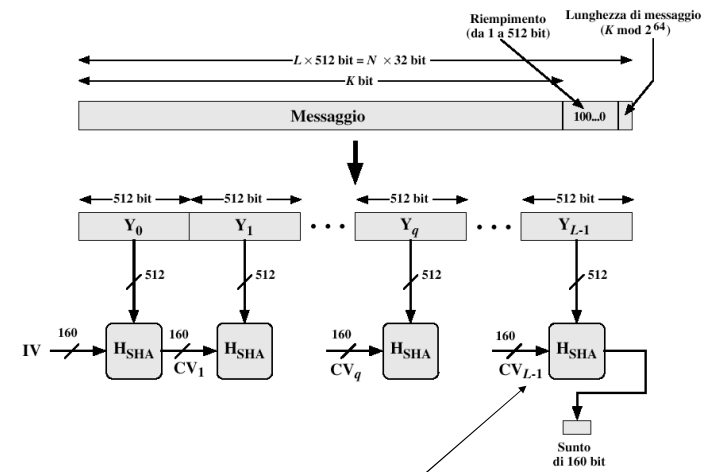 Riempimento
(da 1 a 512 bit)
Lunghezza di messaggio
(K mod 2^64)
L × 512 bit = N × 32 bit
K bit
Messaggio
100...0
512 bit
512 bit
512 bit
512 bit
Y0
Y1
• • •
Yq
• • •
YL-1
512
512
512
512
IV
160
HSHA
160
CV1
HSHA
160
CVq
HSHA
160
CVL-1
HSHA
Sunto
di 160 bit